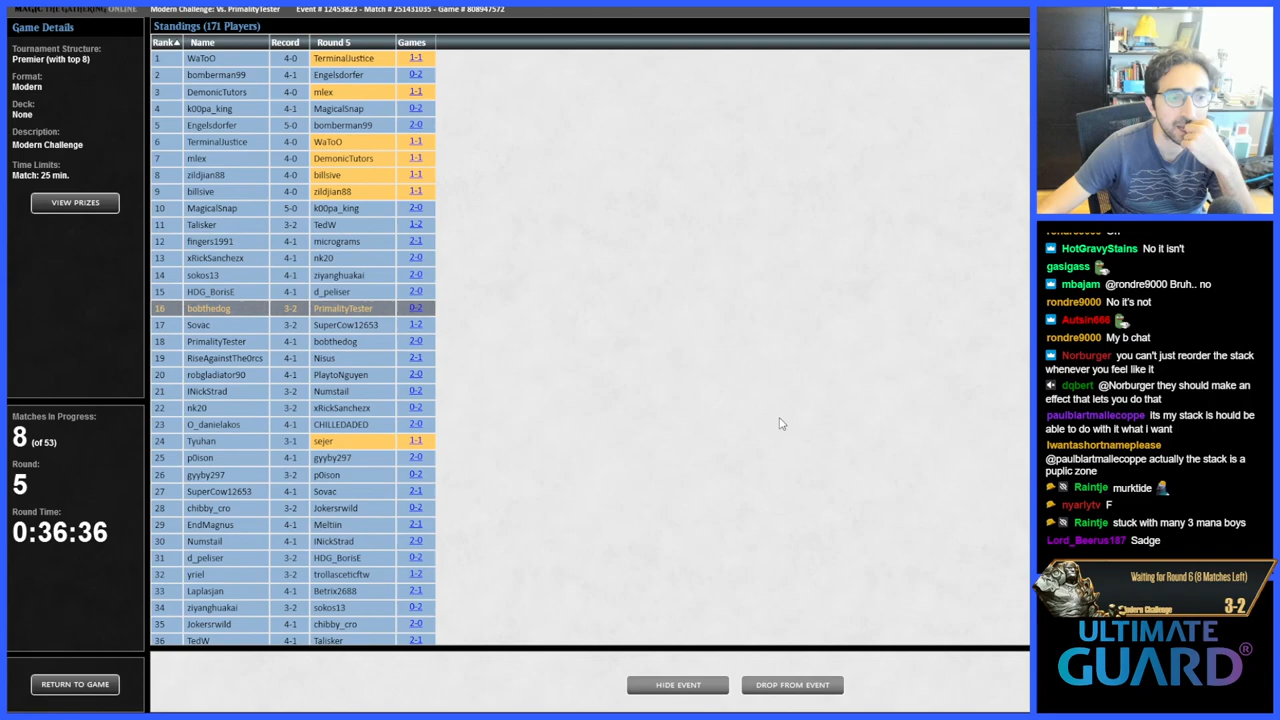 MAGIC THE GATHERING ONLINE
Modern Challenge: Vs. PrimalityTester Event # 12453823 - Match # 251431035 - Game # 808947572
Game Details
Tournament Structure:
Premier (with top 8)
Format:
Modern
Deck:
None
Description:
Modern Challenge
Time Limits:
Match: 25 min.
VIEW PRIZES
Matches In Progress:
8 (of 53)
Round:
5
Round Time:
0:36:36
RETURN TO GAME
Standings (171 Players)
Rank Name Record Round 5 Games
1 WaToO 4-0 TerminalJustice 1-1
2 bomberman99 4-1 Engelsdorfer 0-2
3 DemonicTutors 4-0 mlex 1-1
4 k00pa_king 4-1 MagicalSnap 0-2
5 Engelsdorfer 5-0 bomberman99 2-0
6 TerminalJustice 4-0 WaToO 1-1
7 mlex 4-0 DemonicTutors 1-1
8 zildjian88 4-0 billsive 1-1
9 billsive 4-0 zildjian88 1-1
10 MagicalSnap 5-0 k00pa_king 2-0
11 Talisker 3-2 TedW 1-2
12 fingers1991 4-1 micrograms 2-1
13 xRickSanchezx 4-1 nk20 2-0
14 sokos13 4-1 ziyanghuakai 2-0
15 HDG_BorisE 4-1 d_peliser 2-0
16 bobthedog 3-2 PrimalityTester 0-2
17 Sovac 3-2 SuperCow12653 1-2
18 PrimalityTester 4-1 bobthedog 2-0
19 RiseAgainstThe0rcs 4-1 Nisus 2-1
20 robgladiator90 4-1 PlaytoNguyen 2-0
21 INickStrad 3-2 Numstail 0-2
22 nk20 3-2 xRickSanchezx 0-2
23 O_danielakos 4-1 CHILLEDADED 2-0
24 Tyuhan 3-1 sejer 1-1
25 p0ison 4-1 gyyby297 2-0
26 gyyby297 3-2 p0ison 0-2
27 SuperCow12653 4-1 Sovac 2-1
28 chibby_cro 3-2 Jokersrwild 0-2
29 EndMagnus 4-1 Meltiin 2-1
30 Numstail 4-1 INickStrad 2-0
31 d_peliser 3-2 HDG_BorisE 0-2
32 yriel 3-2 trollasceticftw 1-2
33 Laplasjan 4-1 Betrix2688 2-1
34 ziyanghuakai 3-2 sokos13 0-2
35 Jokersrwild 4-1 chibby_cro 2-0
36 TedW 4-1 Talisker 2-1
HIDE EVENT
DROP FROM EVENT
HotGravyStains No it isn't
gasigass
mbajam @rondre9000 Bruh.. no
rondre9000 No it's not
Autsin666
rondre9000 My b chat
Norburger you can't just reorder the stack
whenever you feel like it
dqbert @Norburger they should make an
effect that lets you do that
paulblartmallecoppe its my stack is hould be
able to do with it what i want
Iwantashortnameplease
@paulblartmallecoppe actually the stack is a
puplic zone
Raintje murktide
nyarlytv F
Raintje stuck with many 3 mana boys
Lord_Beerus187 Sadge
Waiting for Round 6 (8 Matches Left)
Modern Challenge 3-2
ULTIMATE
GUARD®